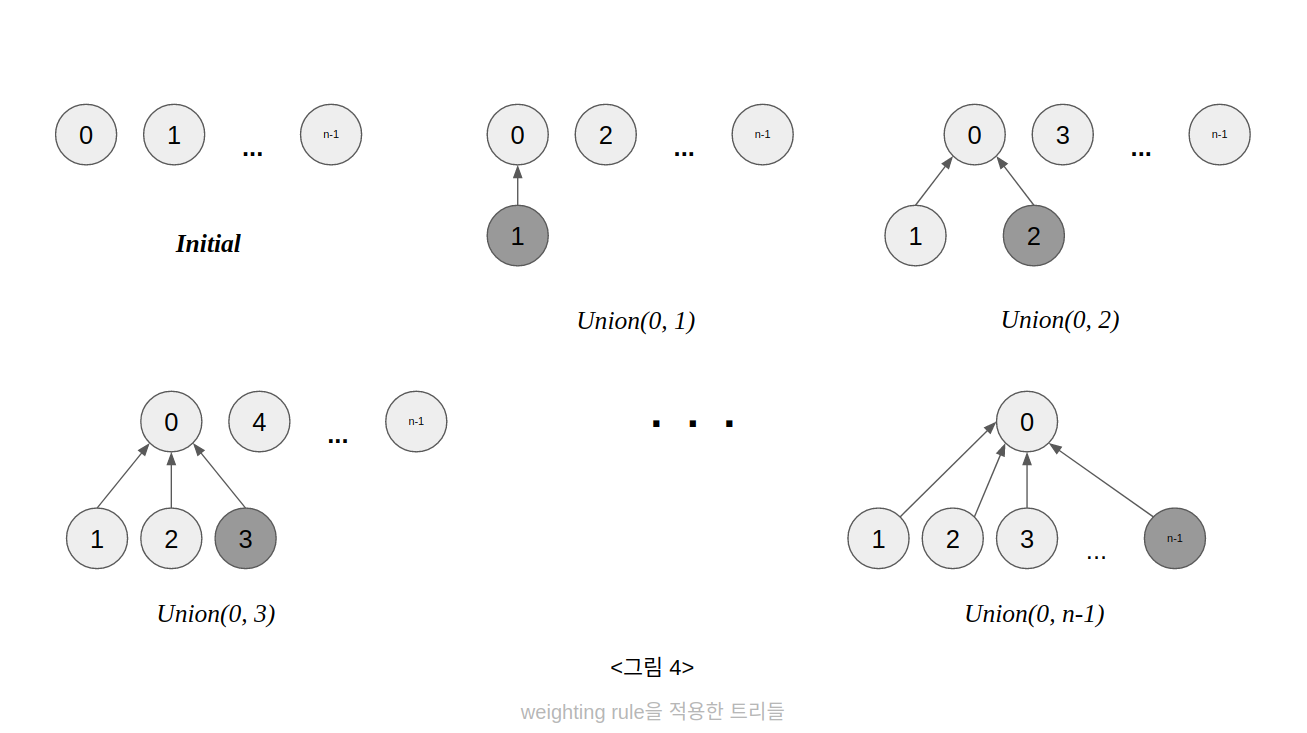 0 1 ... n-1
Initial
0 2 ... n-1
1
Union(0, 1)
0 3 ... n-1
1 2
Union(0, 2)
0 4 ... n-1
1 2 3
Union(0, 3)
. . .
0
1 2 3 ... n-1
Union(0, n-1)
<그림 4>
weighting rule을 적용한 트리들